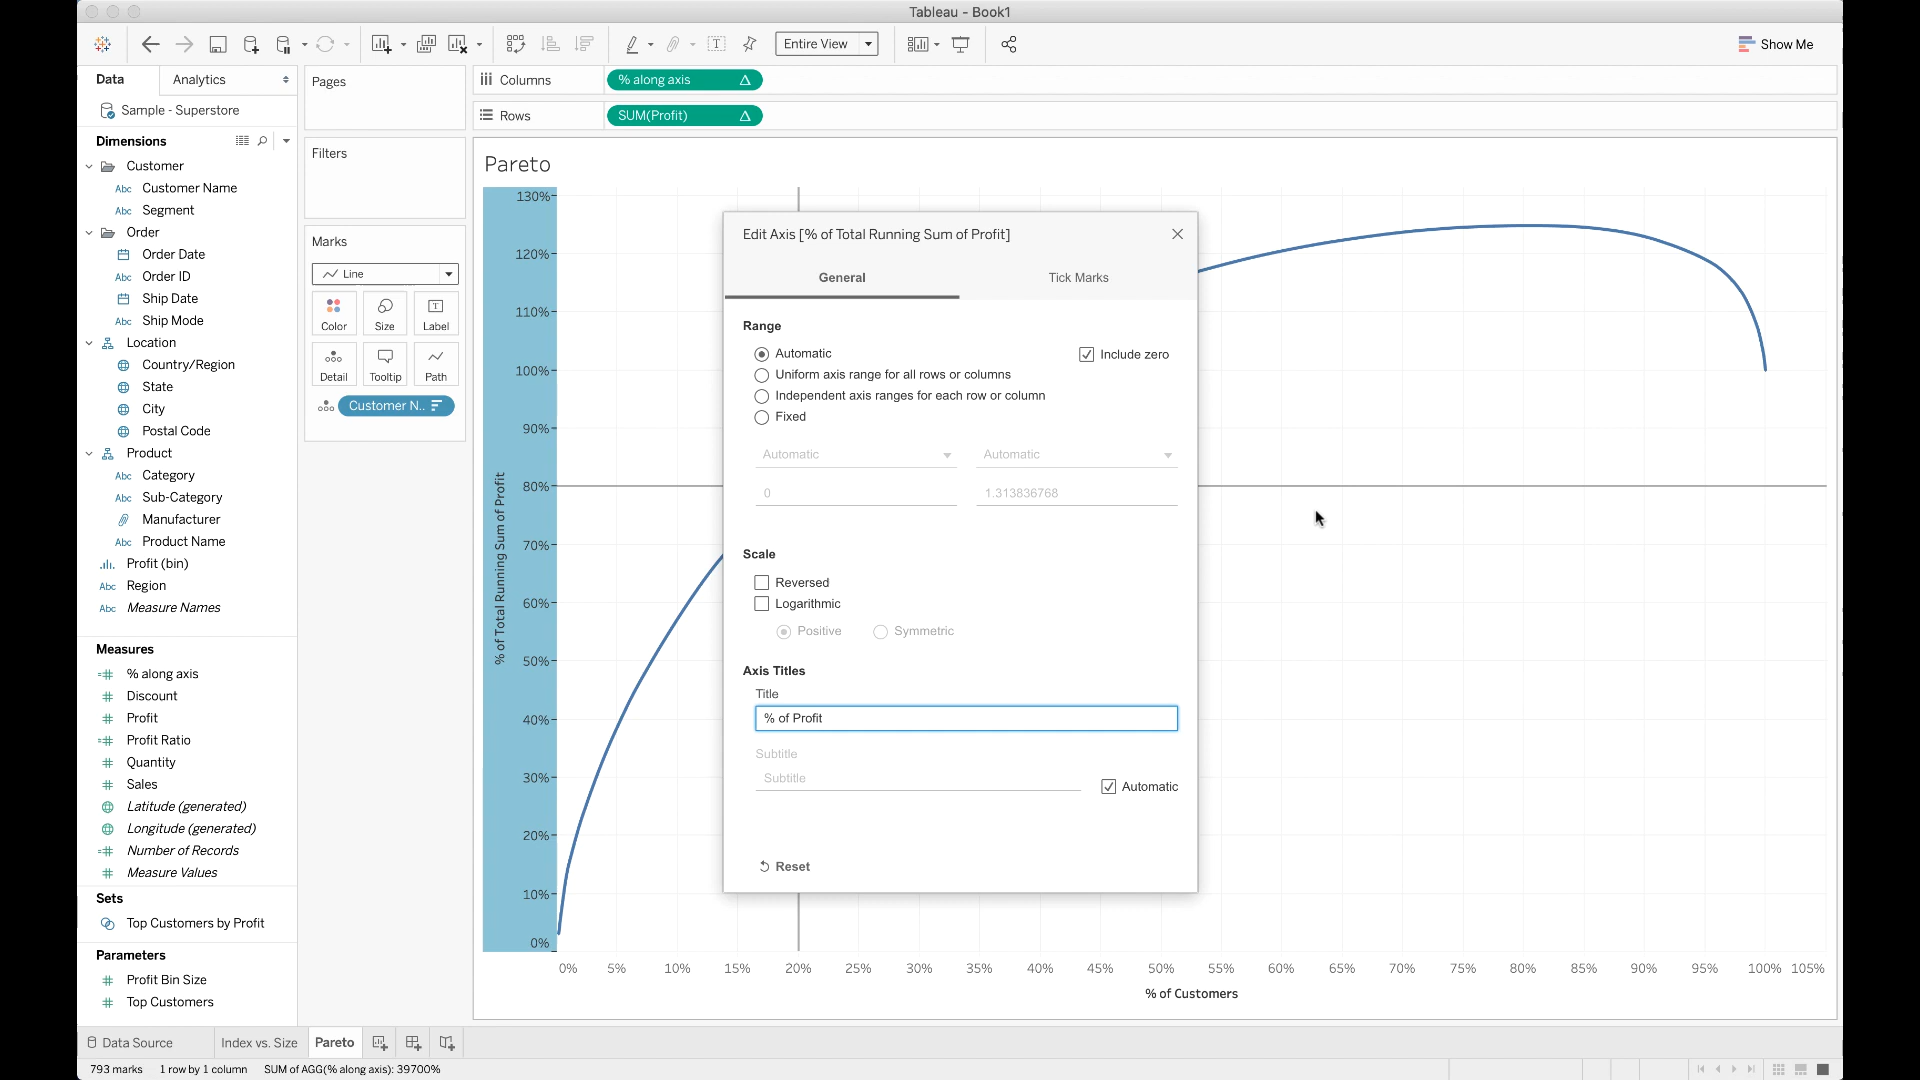 Tableau - Book1
Entire View
Show Me
Data
Analytics
Sample - Superstore
Dimensions
Customer
Abc Customer Name
Abc Segment
Order
Order Date
Abc Order ID
Ship Date
Abc Ship Mode
Location
Country/Region
State
City
Postal Code
Product
Abc Category
Abc Sub-Category
Manufacturer
Abc Product Name
Profit (bin)
Abc Region
Abc Measure Names
Measures
=# % along axis
# Discount
# Profit
=# Profit Ratio
# Quantity
# Sales
Latitude (generated)
Longitude (generated)
=# Number of Records
# Measure Values
Sets
Top Customers by Profit
Parameters
# Profit Bin Size
# Top Customers
Pages
Filters
Marks
Line
Color
Size
T
Label
Detail
Tooltip
Path
Customer N..
Columns
% along axis Δ
Rows
SUM(Profit) Δ
Pareto
130%
120%
110%
100%
90%
80%
70%
60%
50%
40%
30%
20%
10%
0%
% of Total Running Sum of Profit
0% 5% 10% 15% 20% 25% 30% 35% 40% 45% 50% 55% 60% 65% 70% 75% 80% 85% 90% 95% 100% 105%
% of Customers
Edit Axis [% of Total Running Sum of Profit]
General
Tick Marks
Range
Automatic
Include zero
Uniform axis range for all rows or columns
Independent axis ranges for each row or column
Fixed
Automatic
Automatic
0
1.313836768
Scale
Reversed
Logarithmic
Positive
Symmetric
Axis Titles
Title
% of Profit
Subtitle
Subtitle
Automatic
Reset
Data Source
Index vs. Size
Pareto
793 marks
1 row by 1 column
SUM of AGG(% along axis): 39700%